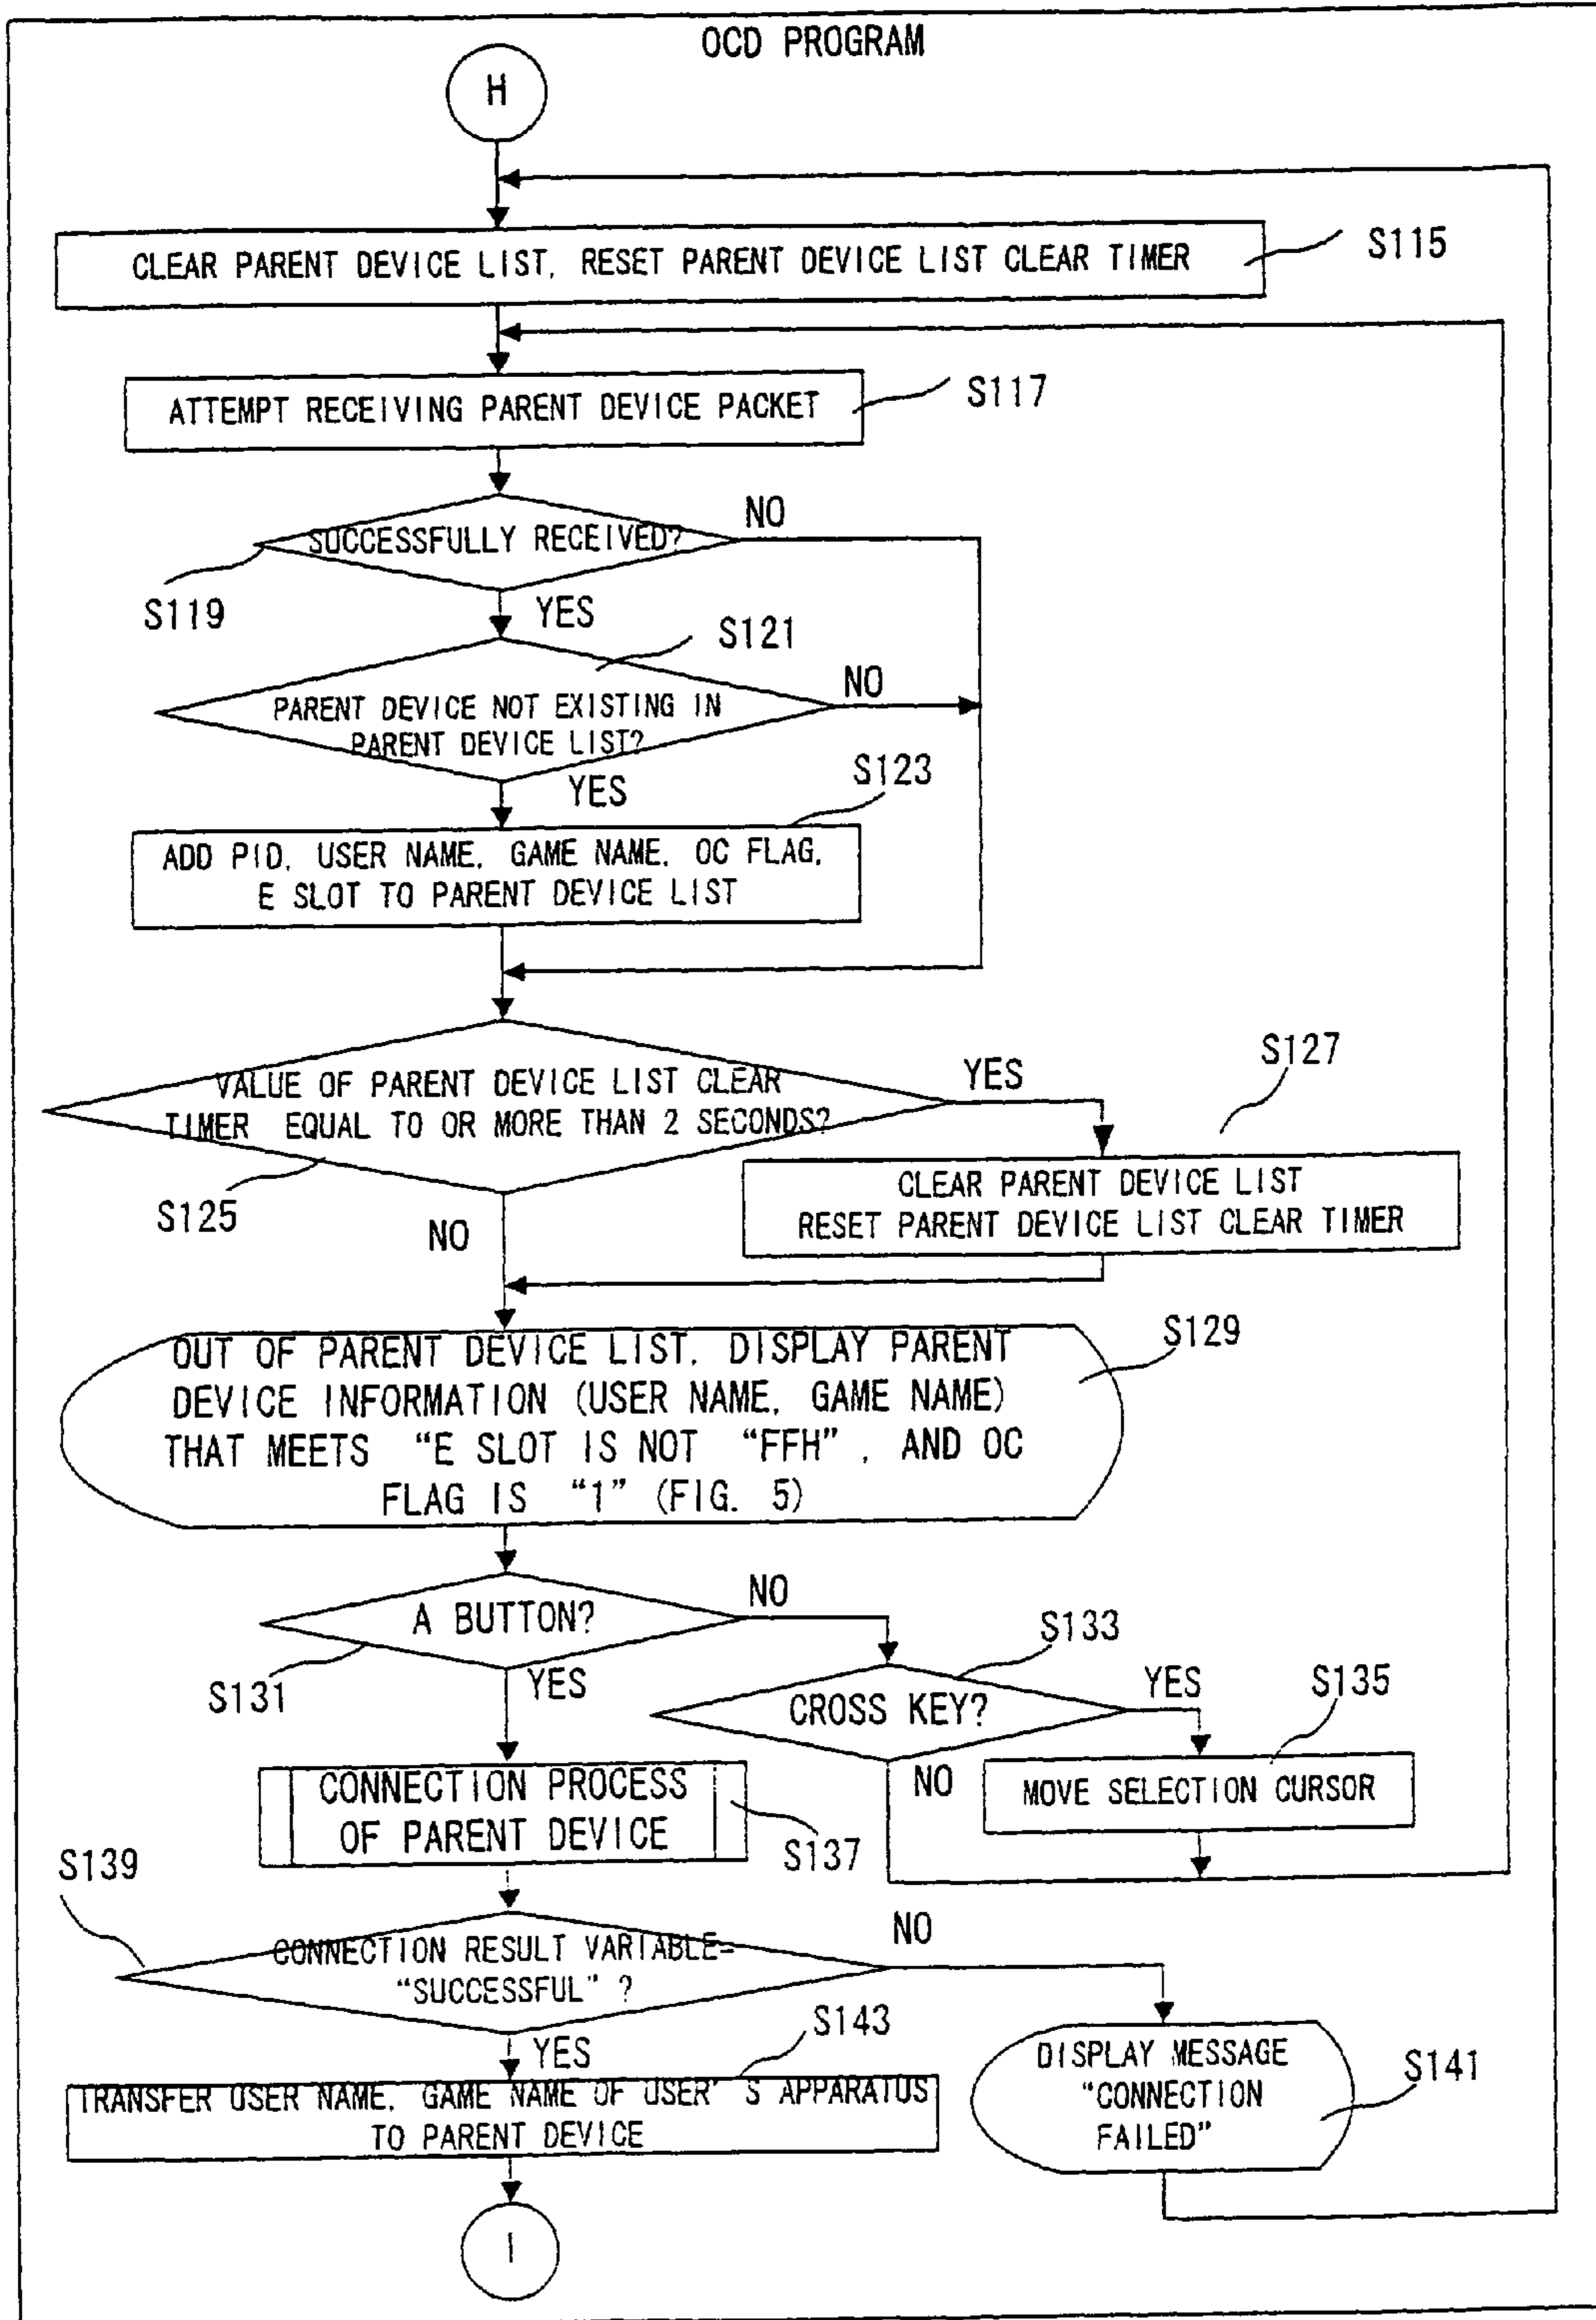 OCD PROGRAM
H
CLEAR PARENT DEVICE LIST, RESET PARENT DEVICE LIST CLEAR TIMER
S115
ATTEMPT RECEIVING PARENT DEVICE PACKET
S117
SUCCESSFULLY RECEIVED?
NO
S119
YES
S121
PARENT DEVICE NOT EXISTING IN
PARENT DEVICE LIST?
NO
YES
S123
ADD PID, USER NAME, GAME NAME, OC FLAG,
E SLOT TO PARENT DEVICE LIST
VALUE OF PARENT DEVICE LIST CLEAR
TIMER EQUAL TO OR MORE THAN 2 SECONDS?
YES
S127
S125
NO
CLEAR PARENT DEVICE LIST
RESET PARENT DEVICE LIST CLEAR TIMER
OUT OF PARENT DEVICE LIST, DISPLAY PARENT
DEVICE INFORMATION (USER NAME, GAME NAME)
THAT MEETS "E SLOT IS NOT "FFH", AND OC
FLAG IS "1" (FIG. 5)
S129
A BUTTON?
NO
S131
YES
S133
CROSS KEY?
YES
S135
NO
MOVE SELECTION CURSOR
CONNECTION PROCESS
OF PARENT DEVICE
S137
S139
CONNECTION RESULT VARIABLE=
"SUCCESSFUL" ?
NO
YES
S143
DISPLAY MESSAGE
"CONNECTION
FAILED"
S141
TRANSFER USER NAME, GAME NAME OF USER'S APPARATUS
TO PARENT DEVICE
I